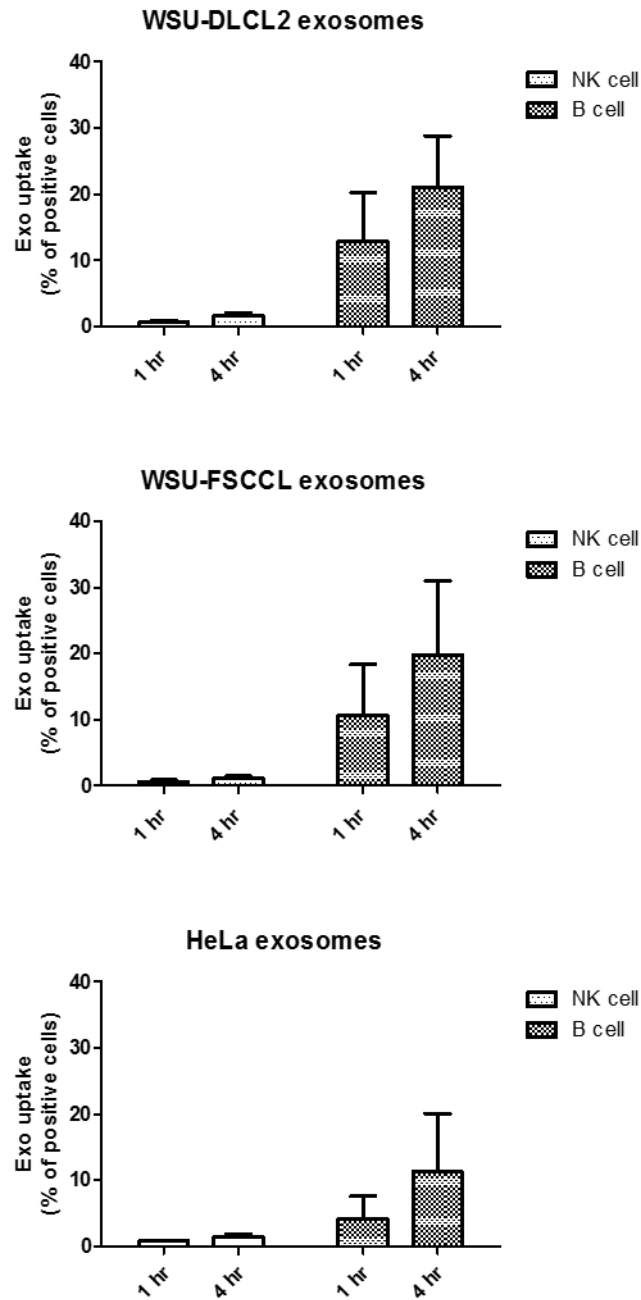 WSU-DLCL2 exosomes
Exo uptake
(% of positive cells)
40
30
20
10
0
1 hr
4 hr
1 hr
4 hr
NK cell
B cell
WSU-FSCCL exosomes
Exo uptake
(% of positive cells)
40
30
20
10
0
1 hr
4 hr
1 hr
4 hr
NK cell
B cell
HeLa exosomes
Exo uptake
(% of positive cells)
40
30
20
10
0
1 hr
4 hr
1 hr
4 hr
NK cell
B cell